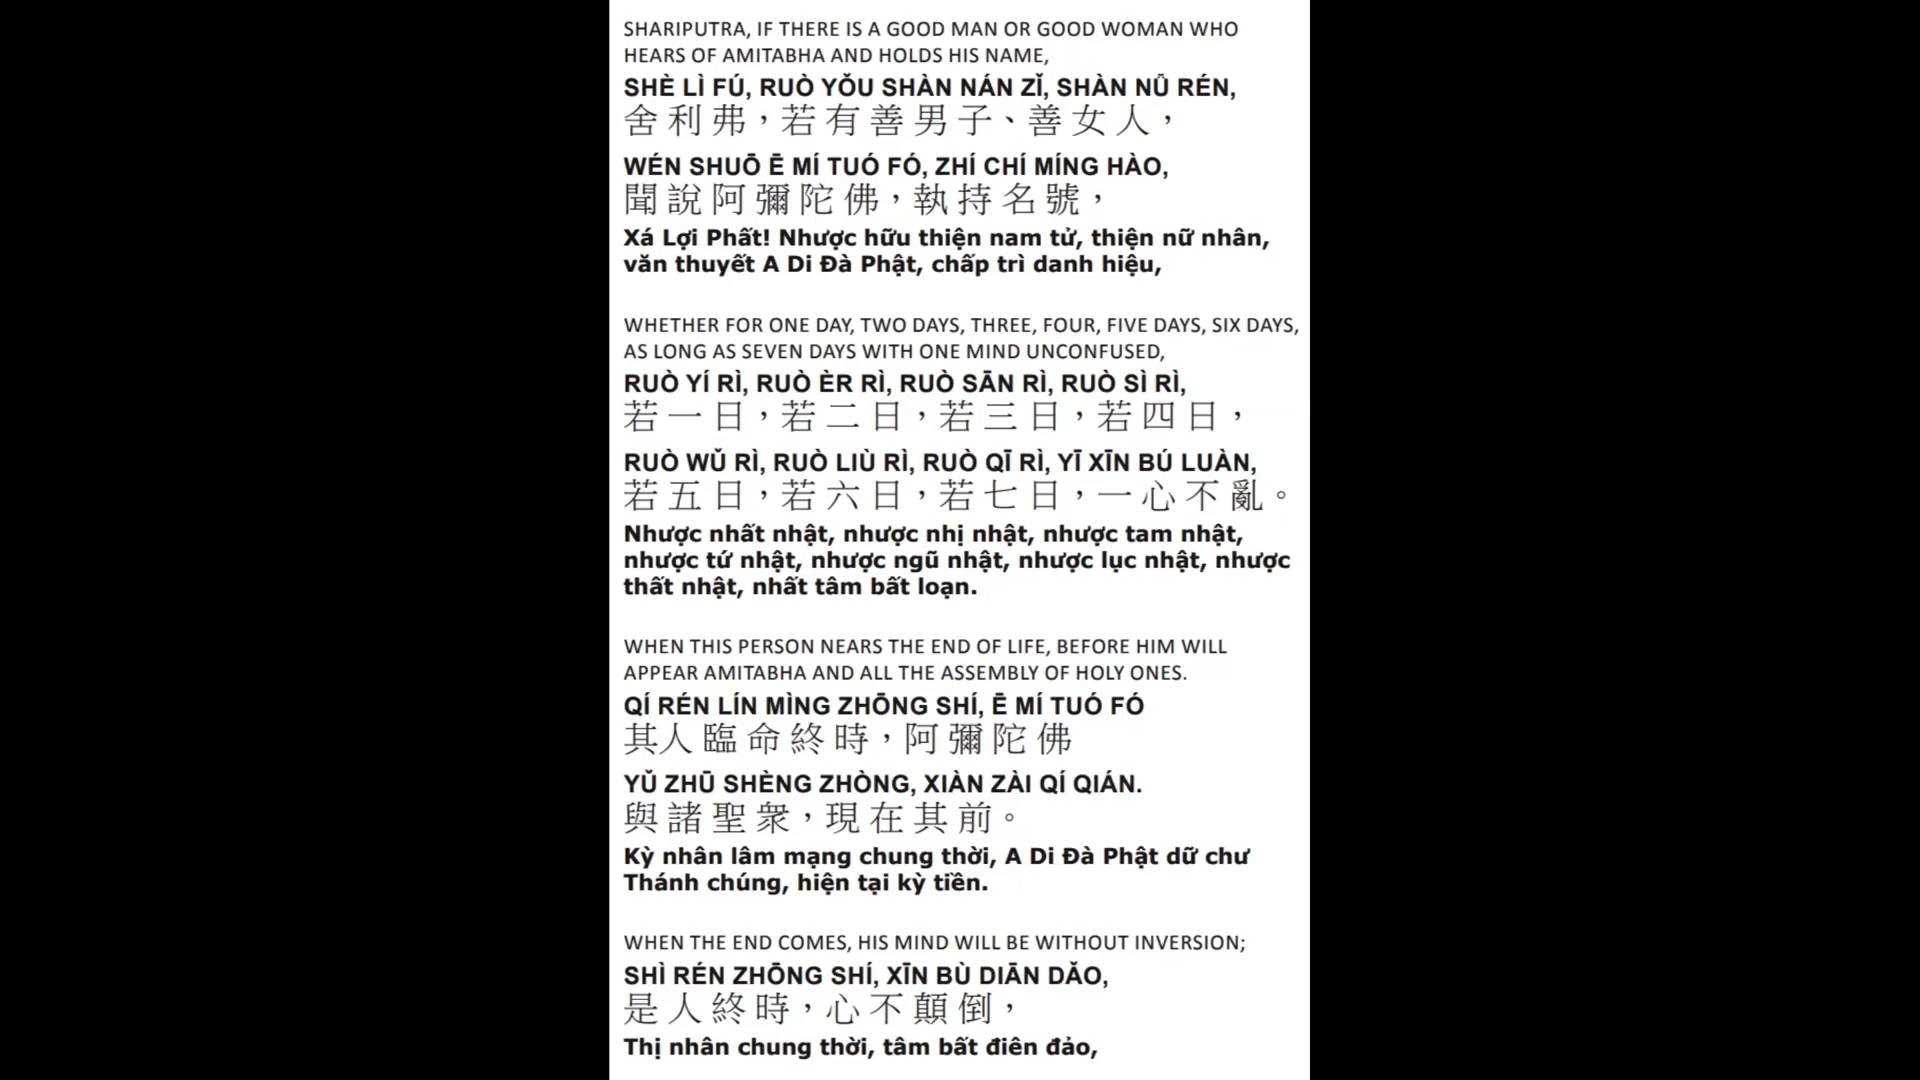 SHARIPUTRA, IF THERE IS A GOOD MAN OR GOOD WOMAN WHO
HEARS OF AMITABHA AND HOLDS HIS NAME,
SHÈ LÌ FÚ, RUÒ YǑU SHÀN NÁN ZǏ, SHÀN NǙ RÉN,
舍利弗，若有善男子、善女人，
WÉN SHUŌ Ē MÍ TUÓ FÓ, ZHÍ CHÍ MÍNG HÀO,
聞說阿彌陀佛，執持名號，
Xá Lợi Phất! Nhược hữu thiện nam tử, thiện nữ nhân,
văn thuyết A Di Đà Phật, chấp trì danh hiệu,
WHETHER FOR ONE DAY, TWO DAYS, THREE, FOUR, FIVE DAYS, SIX DAYS,
AS LONG AS SEVEN DAYS WITH ONE MIND UNCONFUSED,
RUÒ YÍ RÌ, RUÒ ÈR RÌ, RUÒ SĀN RÌ, RUÒ SÌ RÌ,
若一日，若二日，若三日，若四日，
RUÒ WǓ RÌ, RUÒ LIÙ RÌ, RUÒ QĪ RÌ, YĪ XĪN BÚ LUÀN,
若五日，若六日，若七日，一心不亂。
Nhược nhất nhật, nhược nhị nhật, nhược tam nhật,
nhược tứ nhật, nhược ngũ nhật, nhược lục nhật, nhược
thất nhật, nhất tâm bất loạn.
WHEN THIS PERSON NEARS THE END OF LIFE, BEFORE HIM WILL
APPEAR AMITABHA AND ALL THE ASSEMBLY OF HOLY ONES.
QÍ RÉN LÍN MÌNG ZHŌNG SHÍ, Ē MÍ TUÓ FÓ
其人臨命終時，阿彌陀佛
YǓ ZHŪ SHÈNG ZHÒNG, XIÀN ZÀI QÍ QIÁN.
與諸聖衆，現在其前。
Kỳ nhân lâm mạng chung thời, A Di Đà Phật dữ chư
Thánh chúng, hiện tại kỳ tiền.
WHEN THE END COMES, HIS MIND WILL BE WITHOUT INVERSION;
SHÌ RÉN ZHŌNG SHÍ, XĪN BÙ DIĀN DǍO,
是人終時，心不顛倒，
Thị nhân chung thời, tâm bất điên đảo,